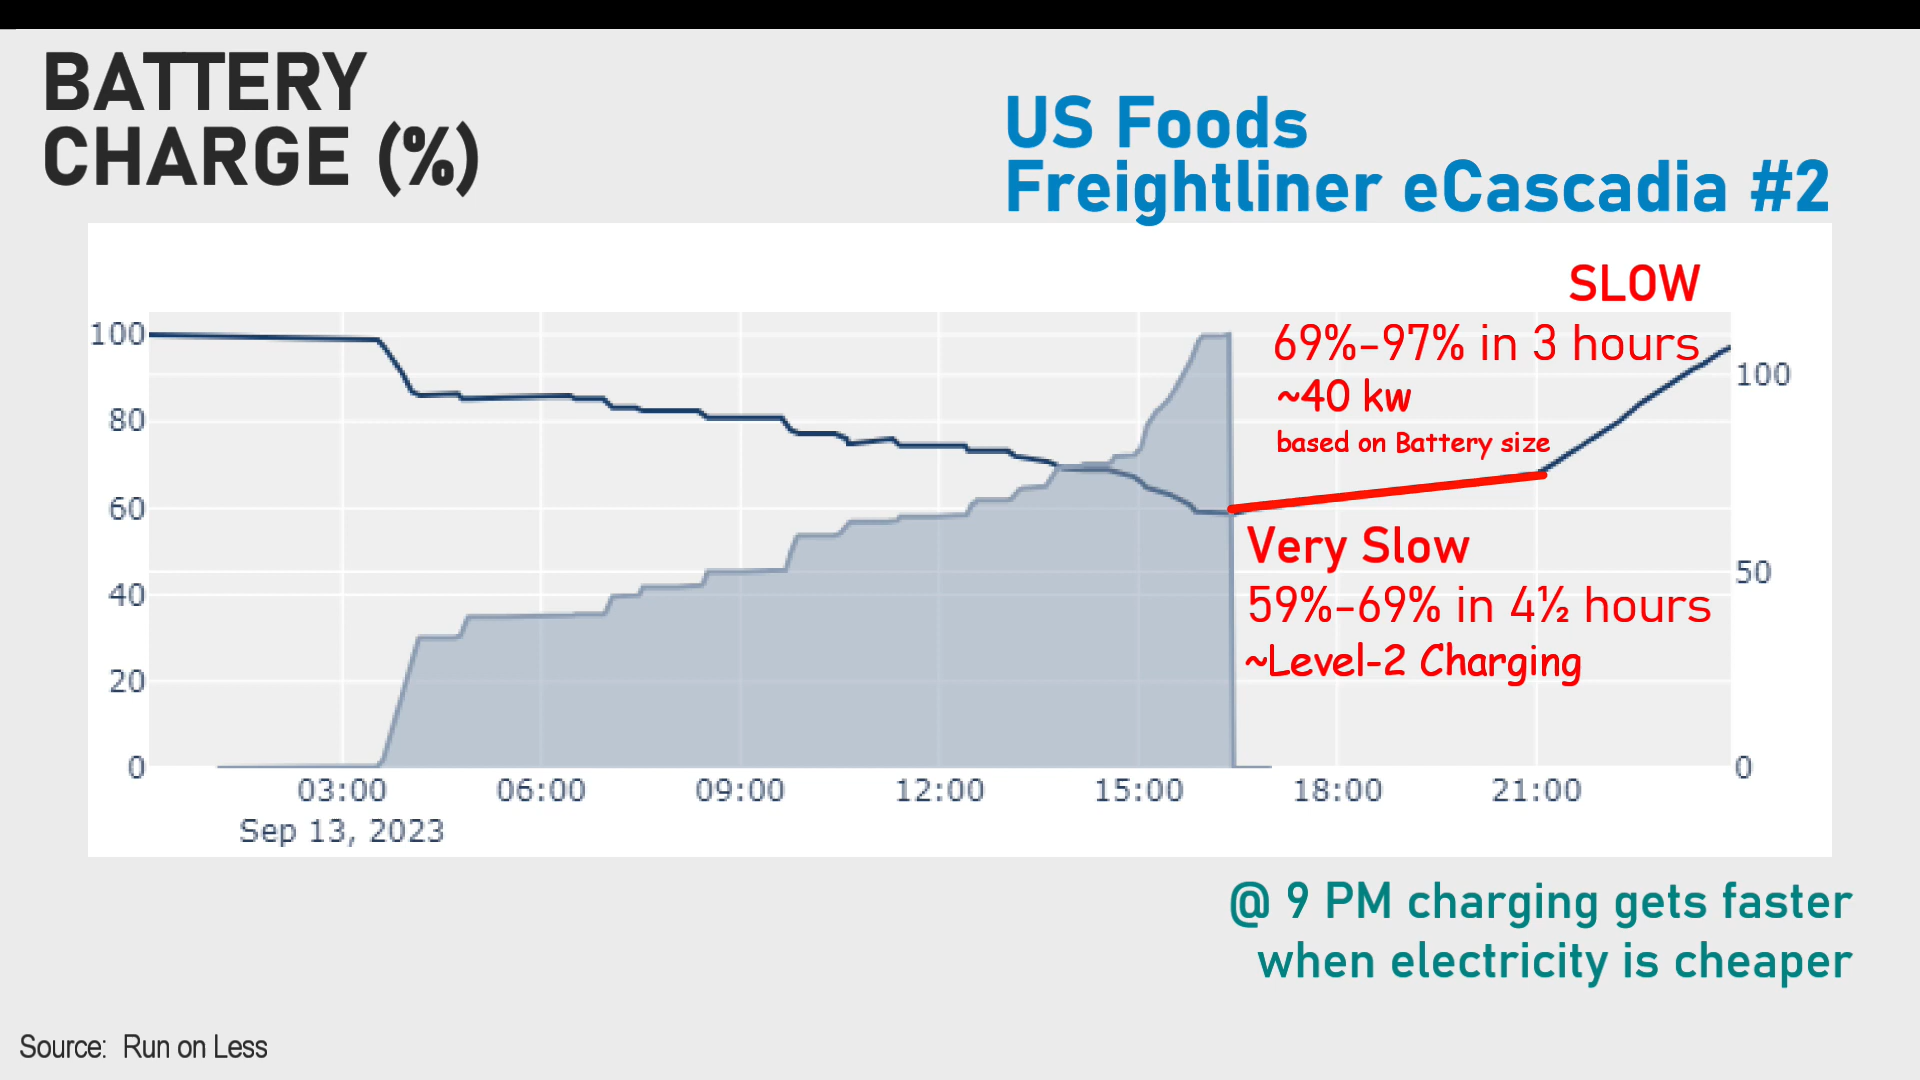 BATTERY
CHARGE (%)
US Foods
Freightliner eCascadia #2
SLOW
69%-97% in 3 hours
~40 kw
based on Battery size
Very Slow
59%-69% in 4½ hours
~Level-2 Charging
100
80
60
40
20
0
100
50
0
03:00 06:00 09:00 12:00 15:00 18:00 21:00
Sep 13, 2023
@ 9 PM charging gets faster
when electricity is cheaper
Source: Run on Less